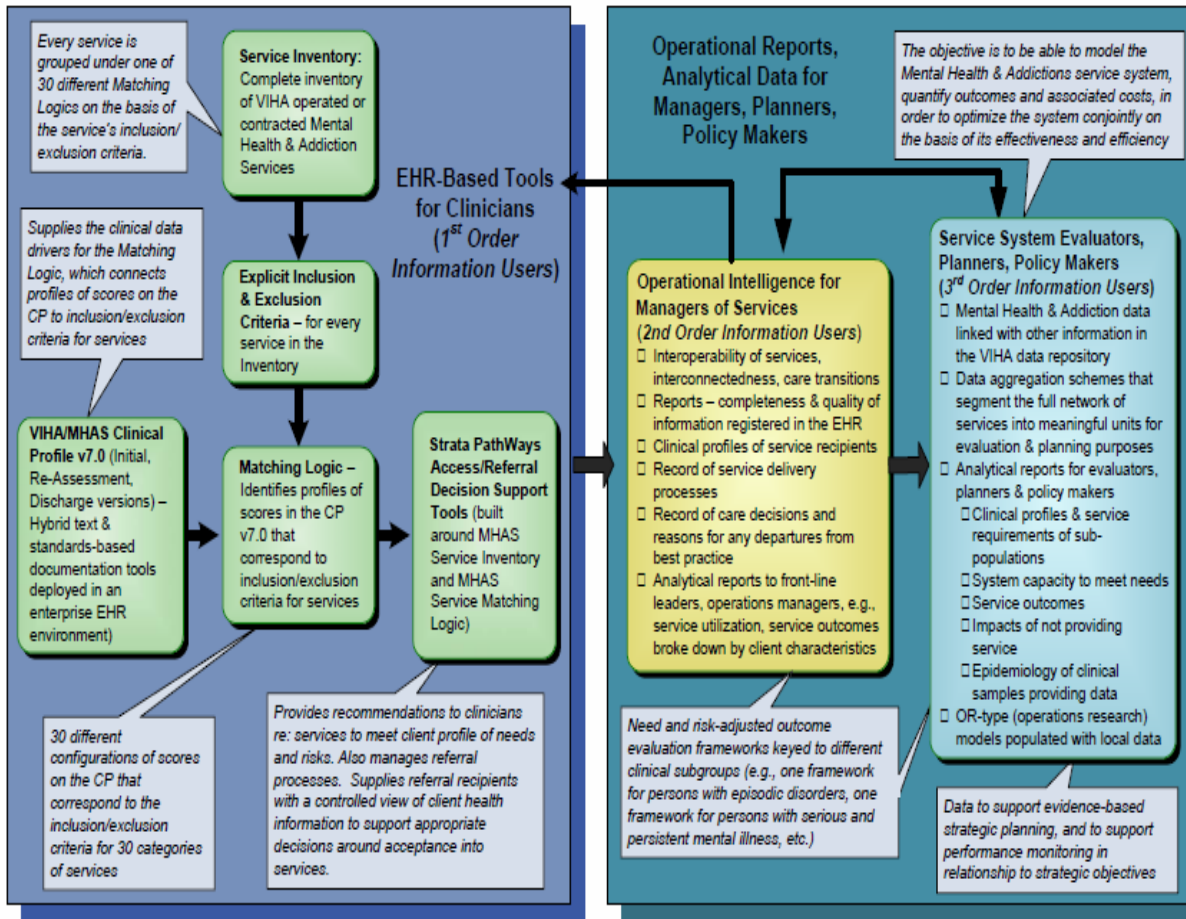 Every service is
grouped under one of
30 different Matching
Logics on the basis of
the service's inclusion/
exclusion criteria.
Service Inventory:
Complete inventory
of VIHA operated or
contracted Mental
Health & Addiction
Services
EHR-Based Tools
for Clinicians
(1st Order
Information Users)
Supplies the clinical data
drivers for the Matching
Logic, which connects
profiles of scores on the
CP to inclusion/exclusion
criteria for services
Explicit Inclusion
& Exclusion
Criteria – for every
service in the
Inventory
VIHA/MHAS Clinical
Profile v7.0 (Initial,
Re-Assessment,
Discharge versions) –
Hybrid text &
standards-based
documentation tools
deployed in an
enterprise EHR
environment)
Matching Logic –
Identifies profiles of
scores in the CP
v7.0 that
correspond to
inclusion/exclusion
criteria for services
Strata PathWays
Access/Referral
Decision Support
Tools (built
around MHAS
Service Inventory
and MHAS
Service Matching
Logic)
30 different
configurations of scores
on the CP that
correspond to the
inclusion/exclusion
criteria for 30 categories
of services
Provides recommendations to clinicians
re: services to meet client profile of needs
and risks. Also manages referral
processes. Supplies referral recipients
with a controlled view of client health
information to support appropriate
decisions around acceptance into
services.
Operational Reports,
Analytical Data for
Managers, Planners,
Policy Makers
The objective is to be able to model the
Mental Health & Addictions service system,
quantify outcomes and associated costs, in
order to optimize the system conjointly on
the basis of its effectiveness and efficiency
Operational Intelligence for
Managers of Services
(2nd Order Information Users)
□ Interoperability of services,
interconnectedness, care transitions
□ Reports – completeness & quality of
information registered in the EHR
□ Clinical profiles of service recipients
□ Record of service delivery
processes
□ Record of care decisions and
reasons for any departures from
best practice
□ Analytical reports to front-line
leaders, operations managers, e.g.,
service utilization, service outcomes
broke down by client characteristics
Service System Evaluators,
Planners, Policy Makers
(3rd Order Information Users)
□ Mental Health & Addiction data
linked with other information in
the VIHA data repository
□ Data aggregation schemes that
segment the full network of
services into meaningful units for
evaluation & planning purposes
□ Analytical reports for evaluators,
planners & policy makers
□ Clinical profiles & service
requirements of sub-
populations
□ System capacity to meet needs
□ Service outcomes
□ Impacts of not providing
service
□ Epidemiology of clinical
samples providing data
□ OR-type (operations research)
models populated with local data
Need and risk-adjusted outcome
evaluation frameworks keyed to different
clinical subgroups (e.g., one framework
for persons with episodic disorders, one
framework for persons with serious and
persistent mental illness, etc.)
Data to support evidence-based
strategic planning, and to support
performance monitoring in
relationship to strategic objectives